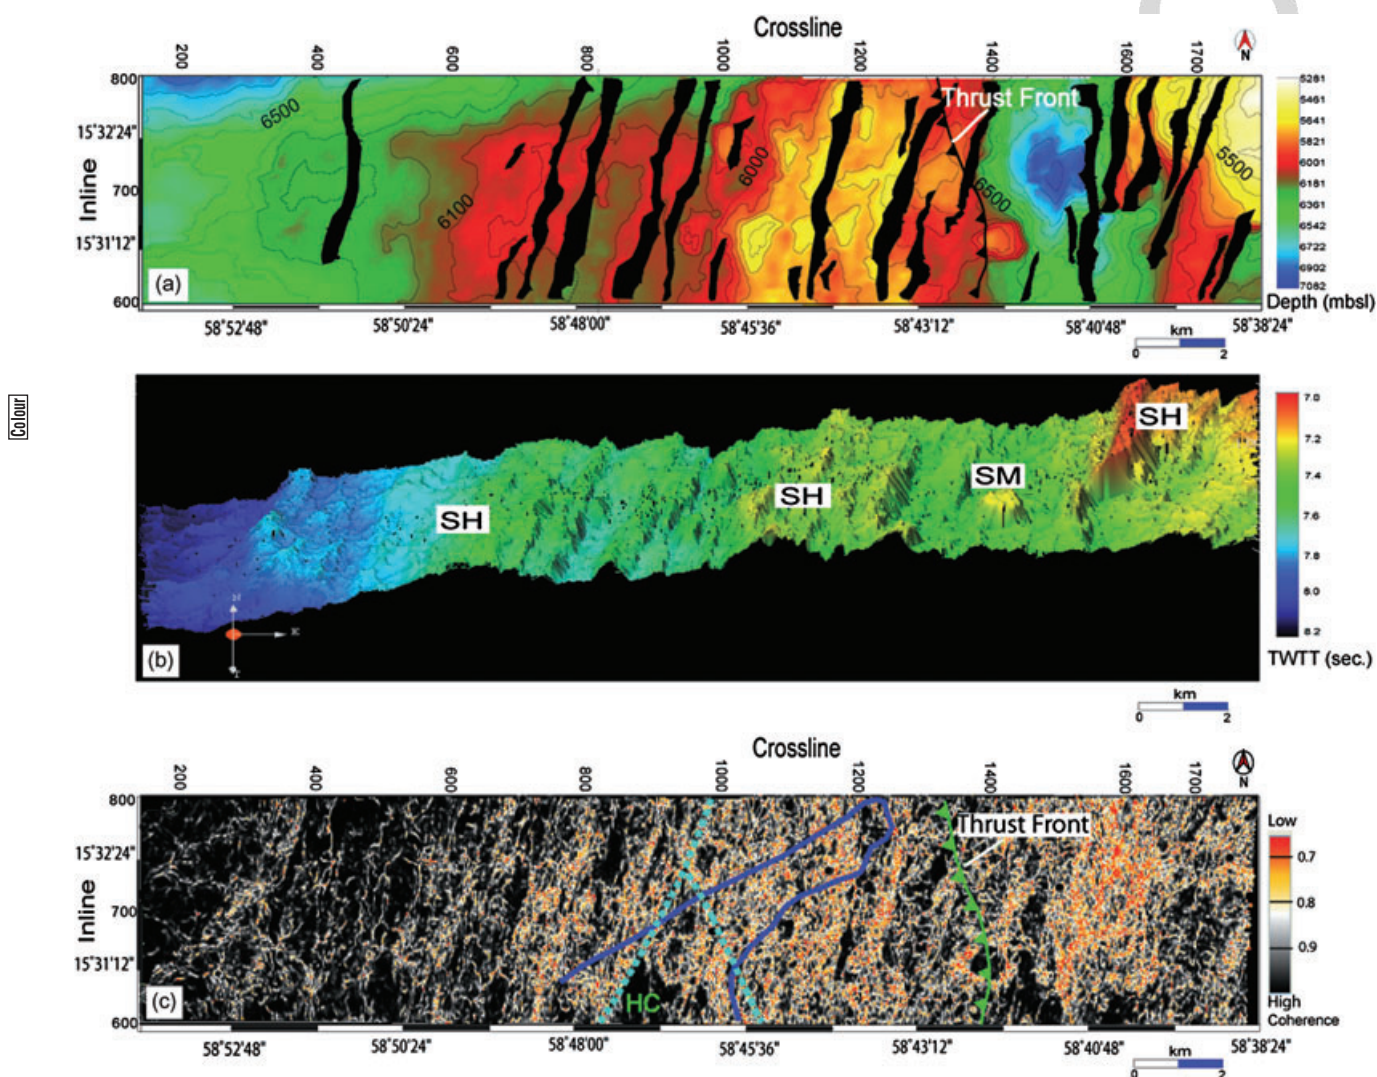 Crossline
200 400 600 800 1000 1200 1400 1600 1700
N
800
15°32'24"
700
15°31'12"
600
Inline
6500
6100
6000
Thrust Front
6500
5500
(a)
5281
5461
5641
5821
6001
6181
6361
6542
6722
6902
7082
Depth (mbsl)
58°52'48" 58°50'24" 58°48'00" 58°45'36" 58°43'12" 58°40'48" 58°38'24"
km
0 2
Colour
SH
SH
SM
SH
(b)
7.0
7.2
7.4
7.6
7.8
8.0
8.2
TWTT (sec.)
km
0 2
Crossline
200 400 600 800 1000 1200 1400 1600 1700
N
800
15°32'24"
700
15°31'12"
600
Inline
Thrust Front
HC
(c)
Low
0.7
0.8
0.9
High
Coherence
58°52'48" 58°50'24" 58°48'00" 58°45'36" 58°43'12" 58°40'48" 58°38'24"
km
0 2